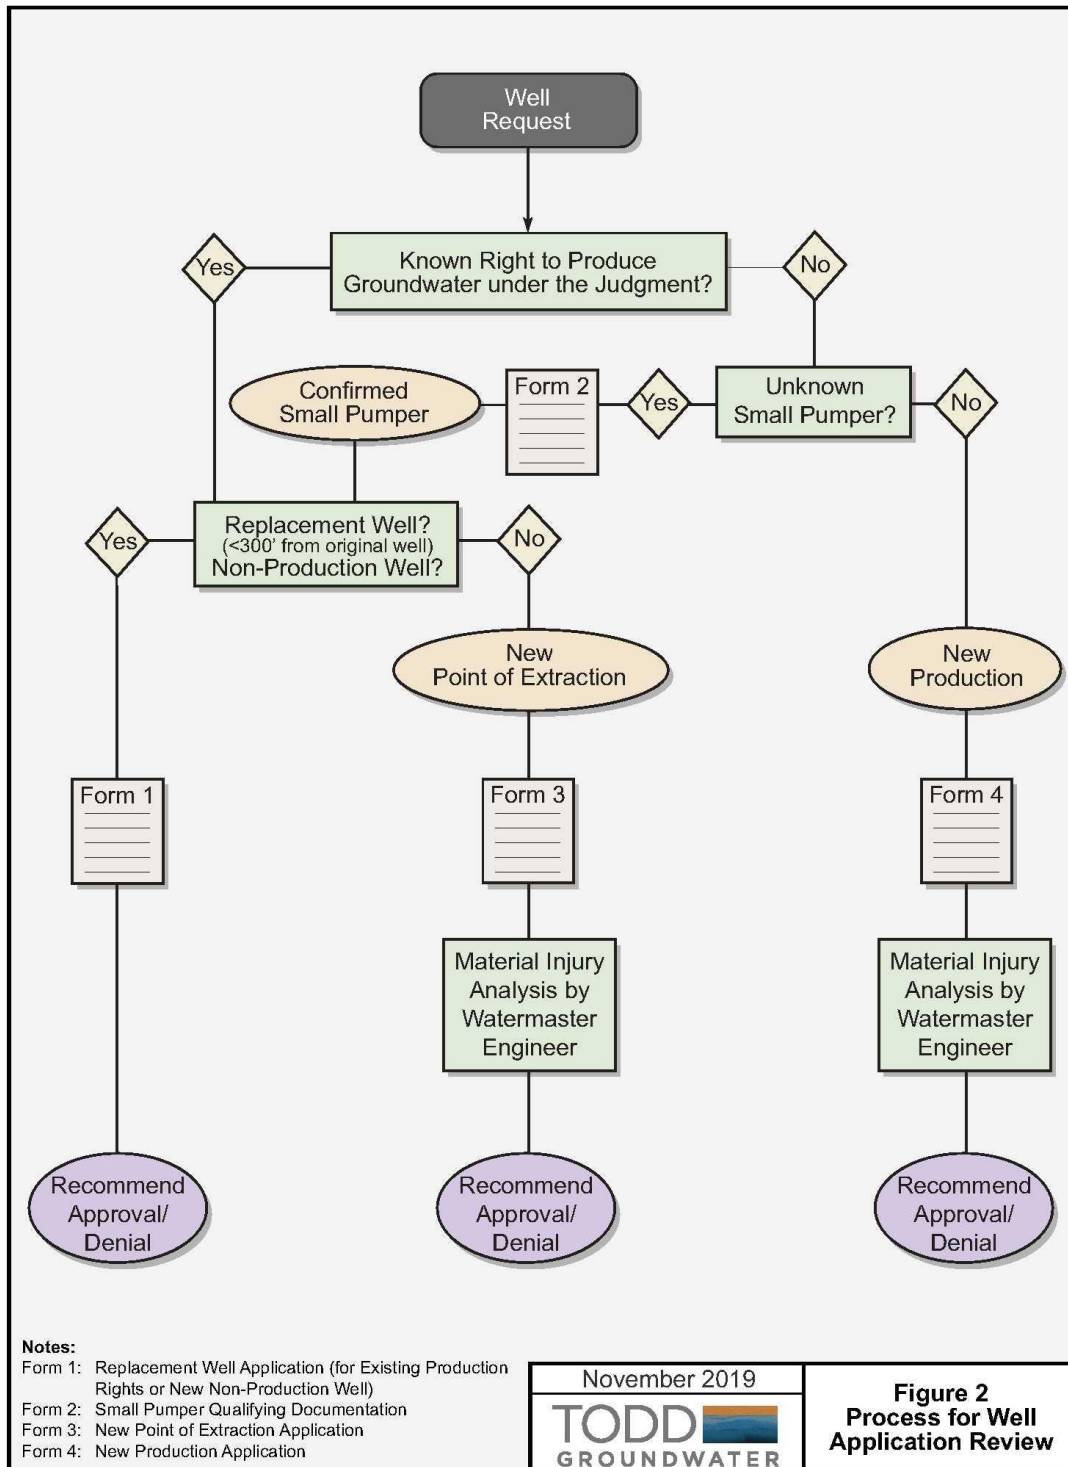 Well
Request
Known Right to Produce
Groundwater under the Judgment?
Yes
No
Confirmed
Small Pumper
Form 2
Yes
Unknown
Small Pumper?
No
Replacement Well?
(<300' from original well)
Non-Production Well?
Yes
No
New
Point of Extraction
New
Production
Form 1
Form 3
Form 4
Material Injury
Analysis by
Watermaster
Engineer
Material Injury
Analysis by
Watermaster
Engineer
Recommend
Approval/
Denial
Recommend
Approval/
Denial
Recommend
Approval/
Denial
Notes:
Form 1: Replacement Well Application (for Existing Production
Rights or New Non-Production Well)
Form 2: Small Pumper Qualifying Documentation
Form 3: New Point of Extraction Application
Form 4: New Production Application
November 2019
TODD
GROUNDWATER
Figure 2
Process for Well
Application Review